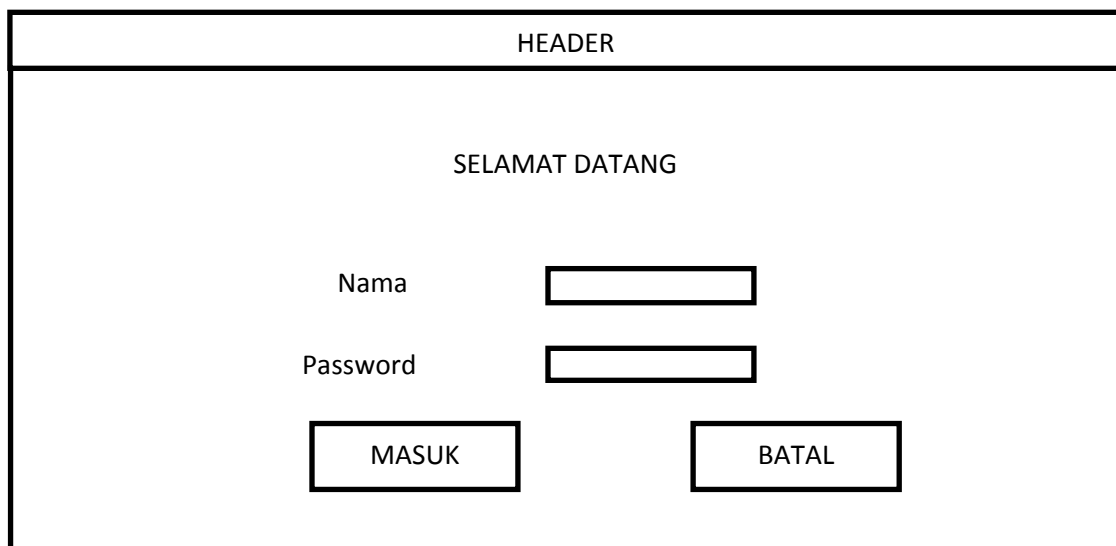 HEADER
SELAMAT DATANG
Nama
Password
MASUK BATAL